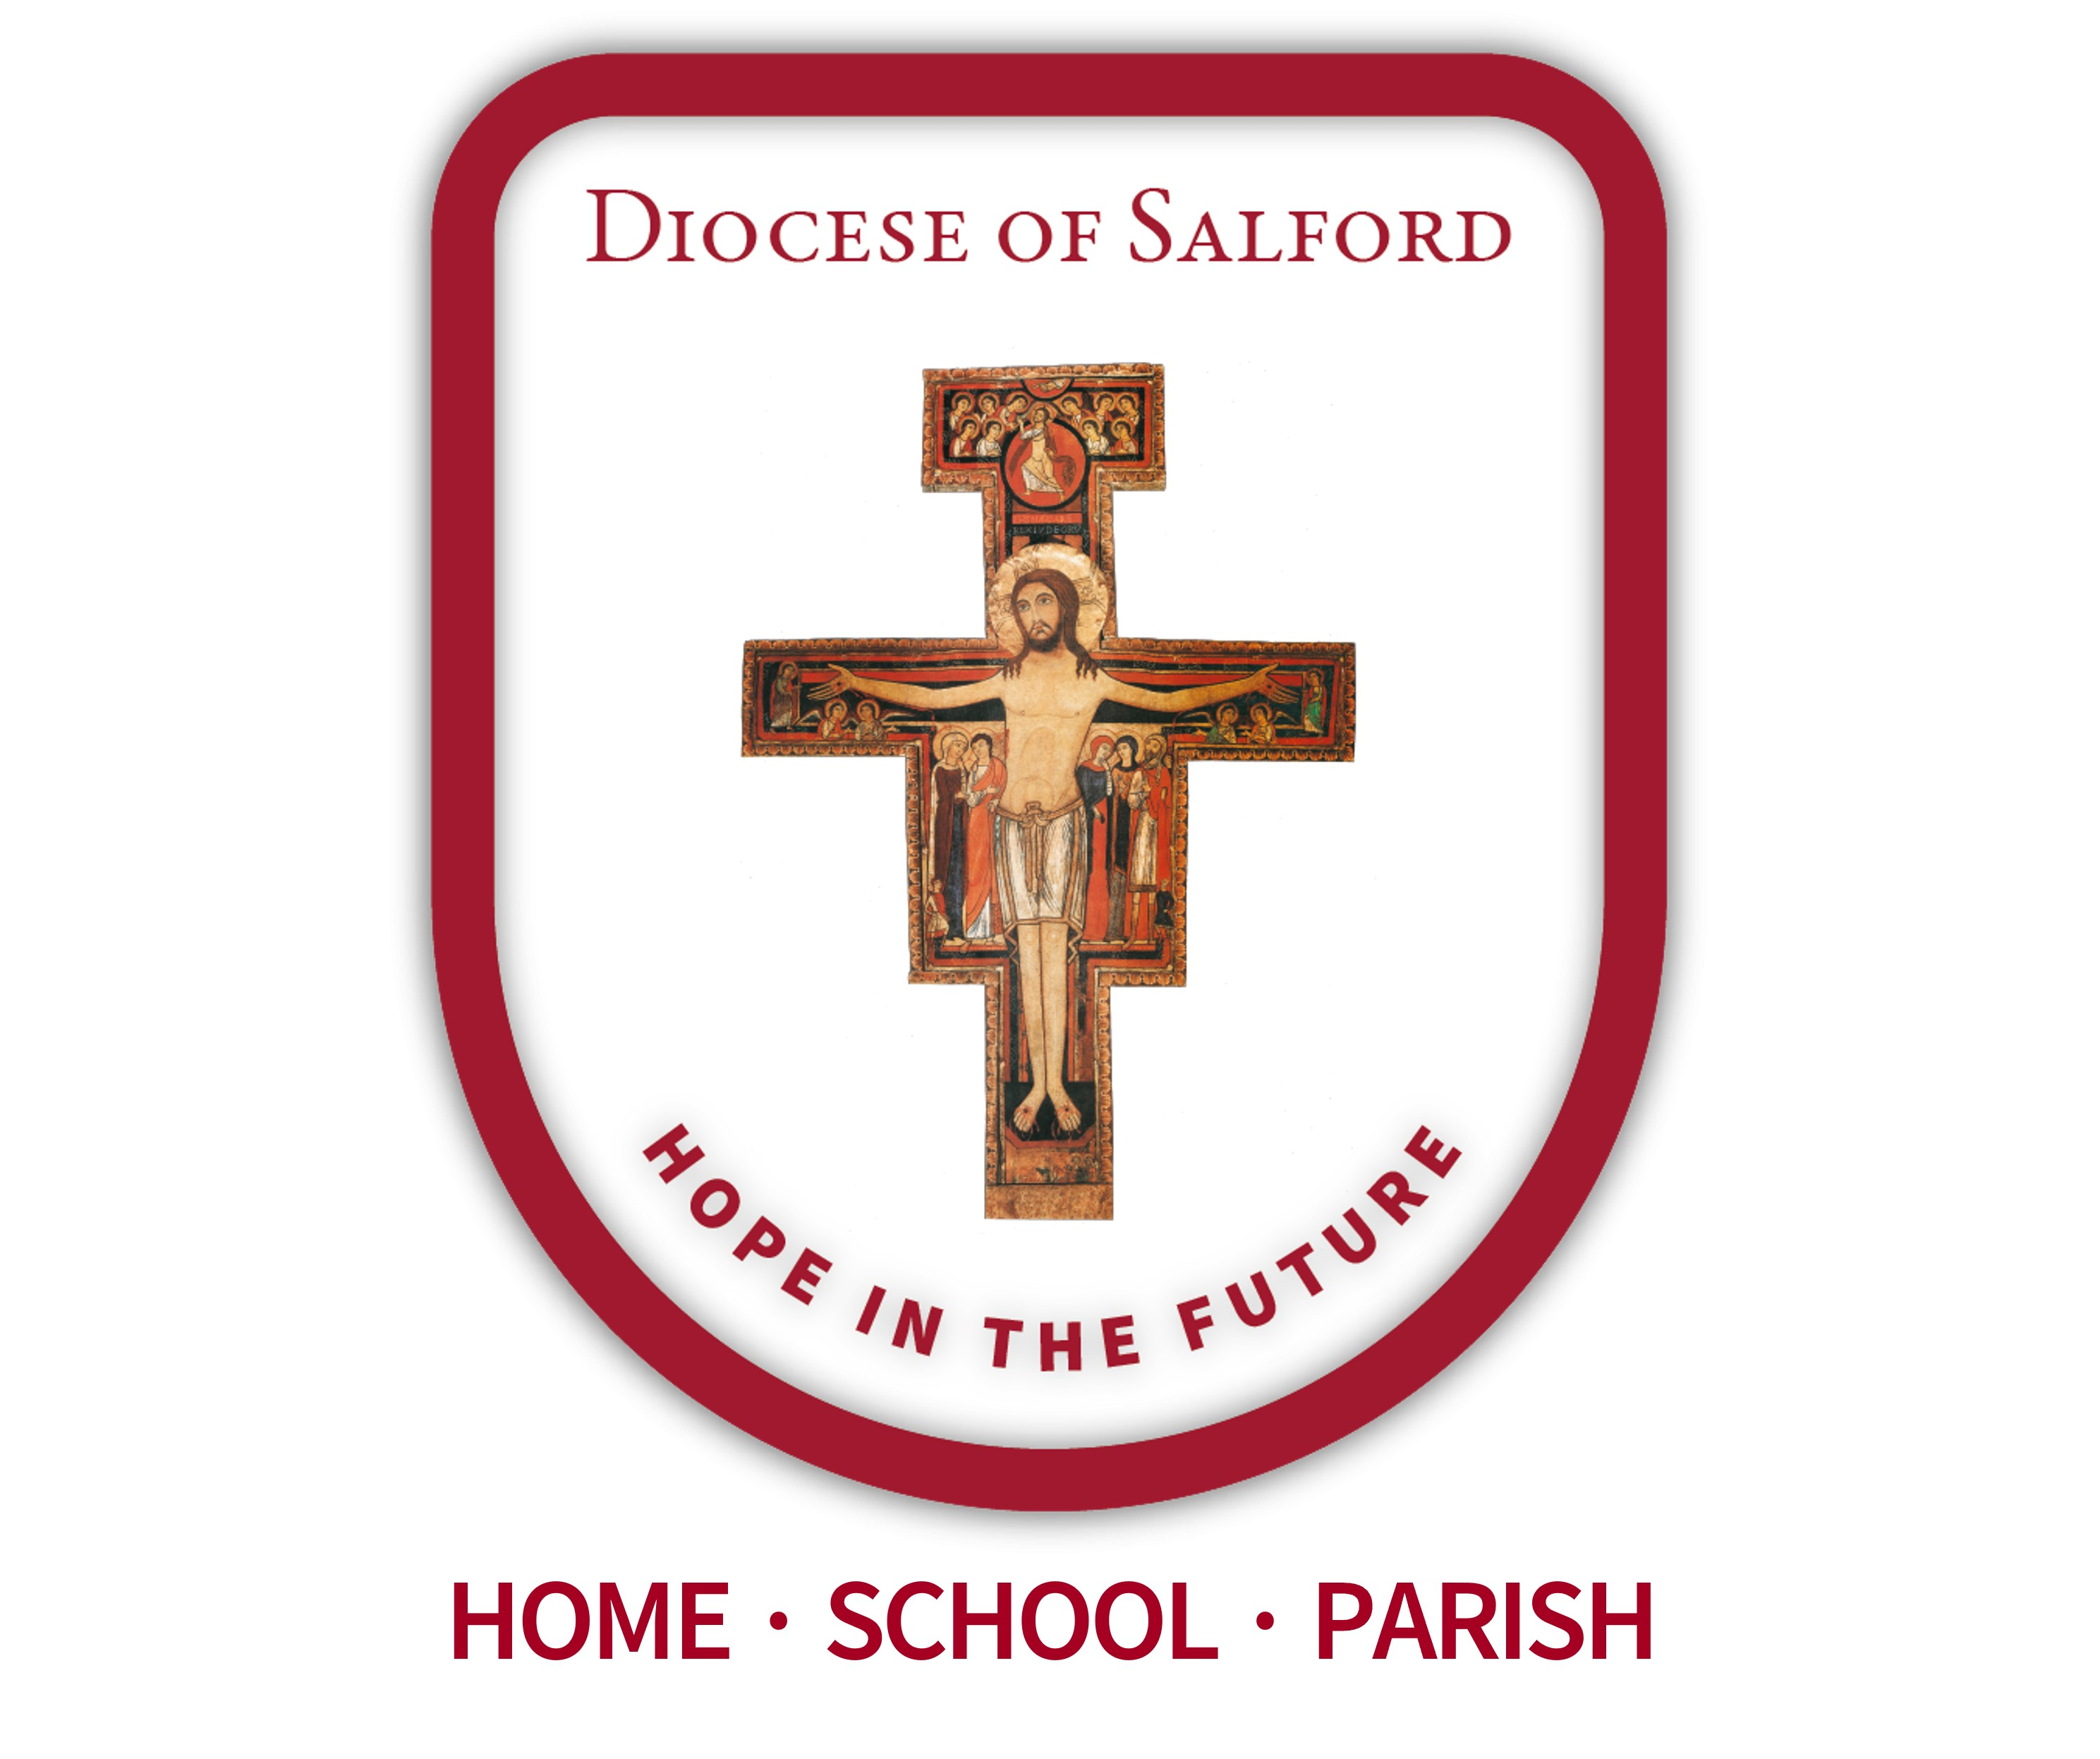 DIOCESE OF SALFORD
HOPE IN THE FUTURE
HOME · SCHOOL · PARISH